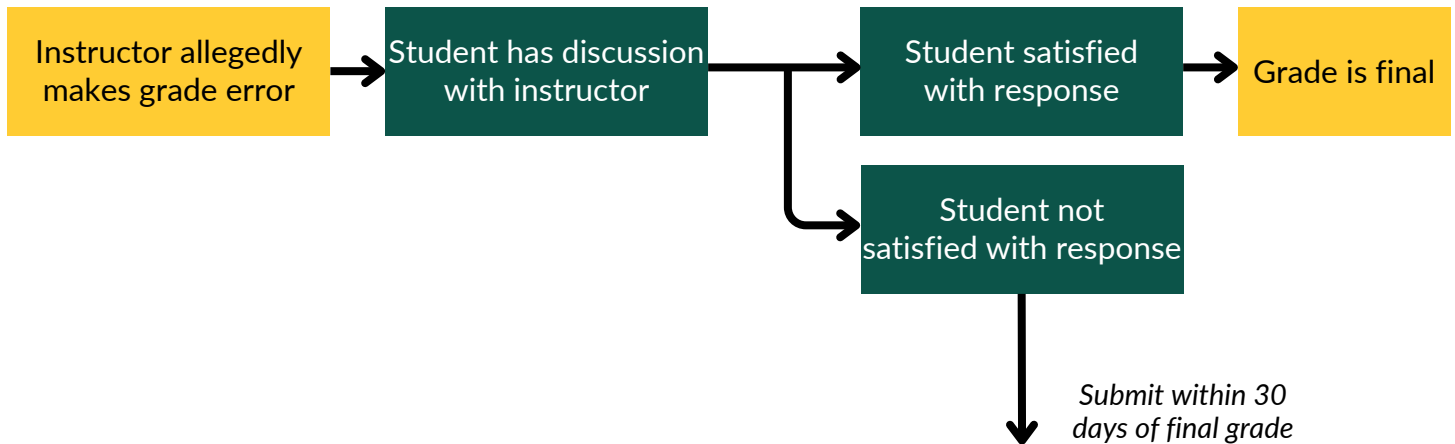 Instructor allegedly
makes grade error
Student has discussion
with instructor
Student satisfied
with response
Grade is final
Student not
satisfied with response
Submit within 30
days of final grade